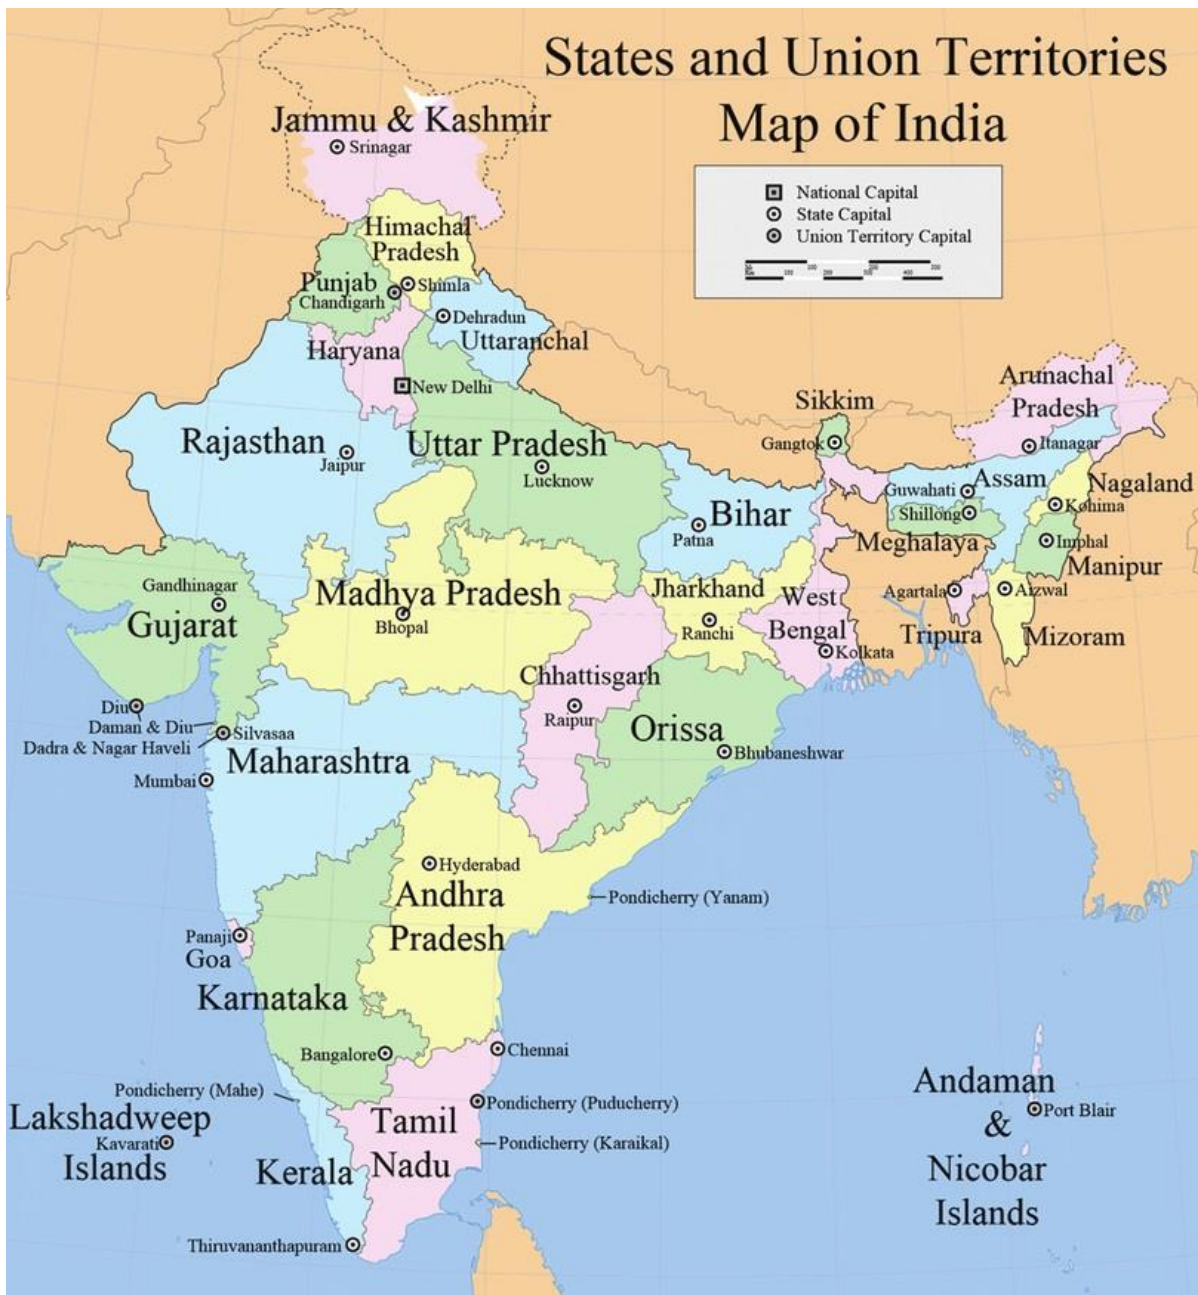 States and Union Territories
Map of India
National Capital
State Capital
Union Territory Capital
Jammu & Kashmir
Srinagar
Himachal
Pradesh
Punjab
Shimla
Chandigarh
Dehradun
Uttaranchal
Haryana
New Delhi
Arunachal
Pradesh
Sikkim
Rajasthan
Uttar Pradesh
Gangtok
Itanagar
Jaipur
Lucknow
Guwahati
Assam
Nagaland
Bihar
Shillong
Kohima
Patna
Meghalaya
Imphal
Manipur
Gandhinagar
Madhya Pradesh
Jharkhand
West
Bengal
Agartala
Aizwal
Gujarat
Bhopal
Ranchi
Tripura
Mizoram
Kolkata
Chhattisgarh
Diu
Daman & Diu
Raipur
Orissa
Dadra & Nagar Haveli
Silvasaa
Maharashtra
Bhubaneshwar
Mumbai
Hyderabad
Andhra
Pradesh
Pondicherry (Yanam)
Panaji
Goa
Karnataka
Bangalore
Chennai
Pondicherry (Mahe)
Andaman
&
Nicobar
Islands
Port Blair
Lakshadweep
Islands
Kavarati
Tamil
Nadu
Pondicherry (Puducherry)
Pondicherry (Karaikal)
Kerala
Thiruvananthapuram